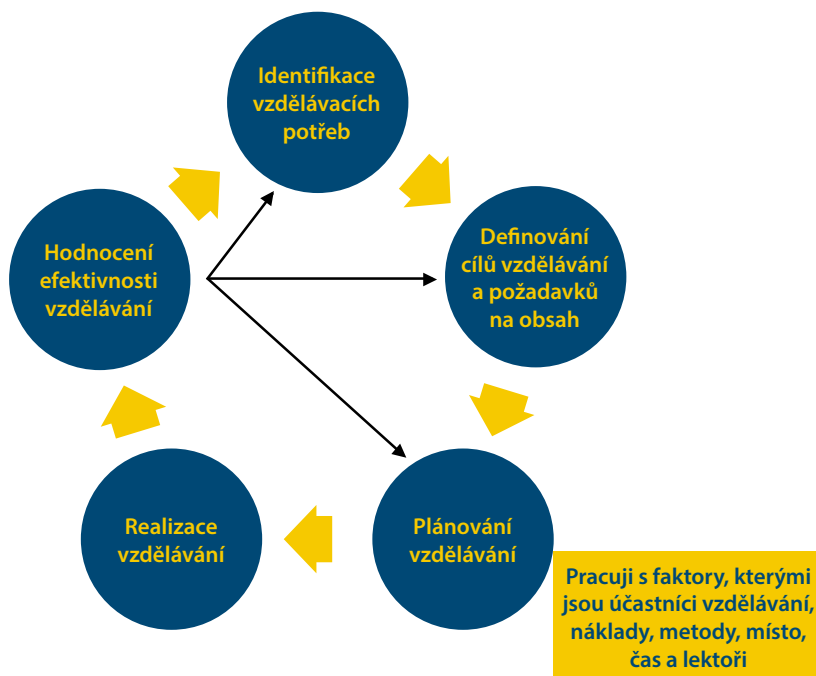 Identifikace
vzdělávacích
potřeb
Definování
cílů vzdělávání
a požadavků
na obsah
Plánování
vzdělávání
Pracuji s faktory, kterými
jsou účastníci vzdělávání,
náklady, metody, místo,
čas a lektoři
Realizace
vzdělávání
Hodnocení
efektivnosti
vzdělávání